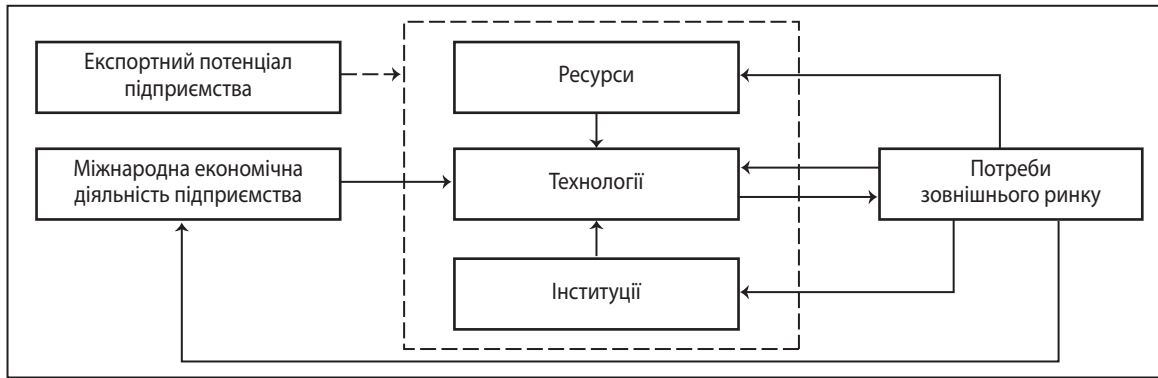 Експортний потенціал
підприємства
Ресурси
Міжнародна економічна
діяльність підприємства
Технології
Потреби
зовнішнього ринку
Інституції